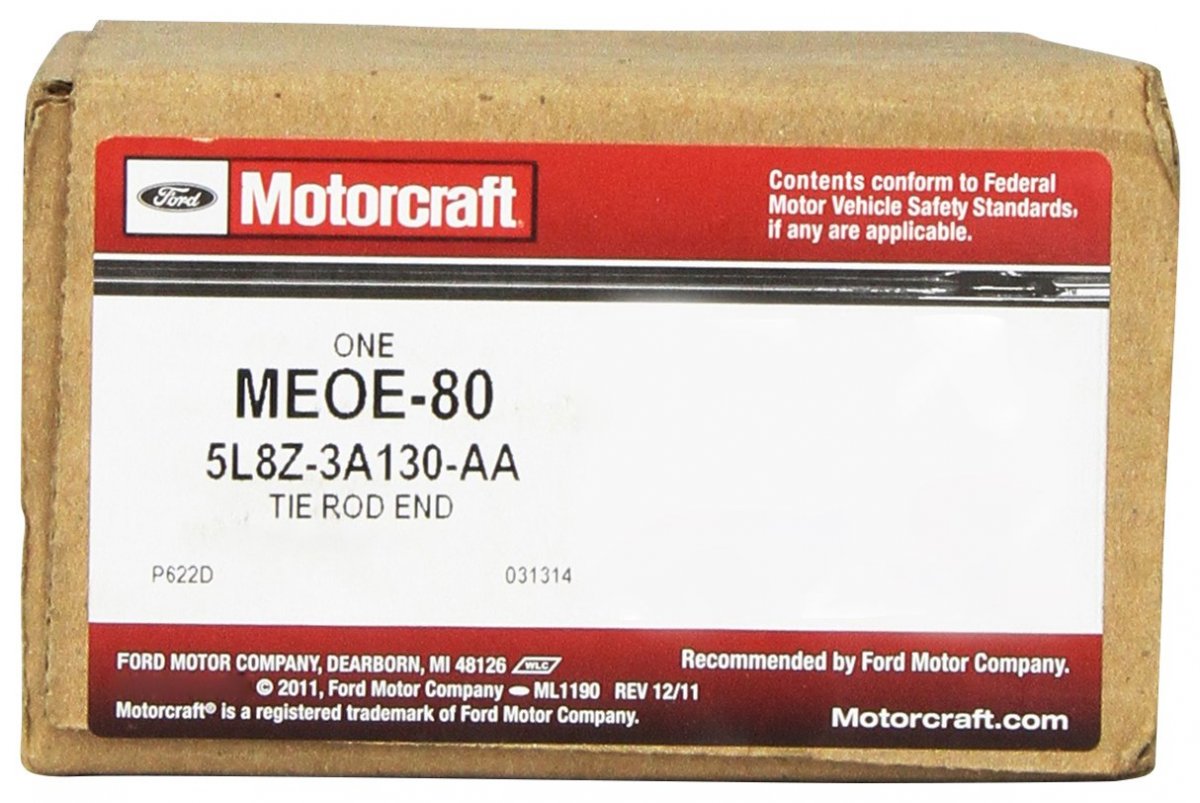 Ford Motorcraft
Contents conform to Federal
Motor Vehicle Safety Standards,
if any are applicable.
ONE
MEOE-80
5L8Z-3A130-AA
TIE ROD END
P622D 031314
FORD MOTOR COMPANY, DEARBORN, MI 48126 WLC
© 2011, Ford Motor Company ML1190 REV 12/11
Motorcraft® is a registered trademark of Ford Motor Company.
Recommended by Ford Motor Company.
Motorcraft.com